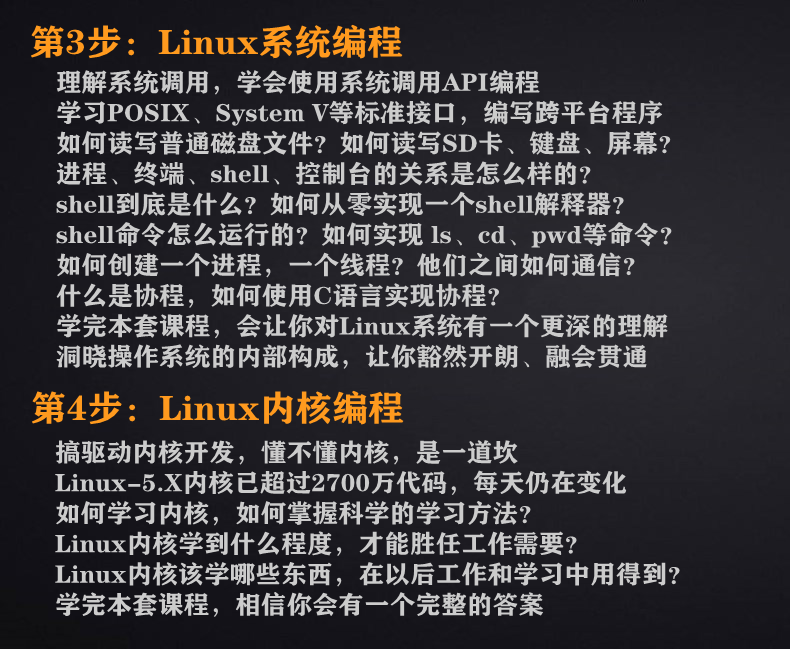 第3步：Linux系统编程
理解系统调用，学会使用系统调用API编程
学习POSIX、System V等标准接口，编写跨平台程序
如何读写普通磁盘文件？如何读写SD卡、键盘、屏幕？
进程、终端、shell、控制台的关系是怎么样的？
shell到底是什么？如何从零实现一个shell解释器？
shell命令怎么运行的？如何实现 ls、cd、pwd等命令？
如何创建一个进程，一个线程？他们之间如何通信？
什么是协程，如何使用C语言实现协程？
学完本套课程，会让你对Linux系统有一个更深的理解
洞晓操作系统的内部构成，让你豁然开朗、融会贯通
第4步：Linux内核编程
搞驱动内核开发，懂不懂内核，是一道坎
Linux-5.X内核已超过2700万代码，每天仍在变化
如何学习内核，如何掌握科学的学习方法？
Linux内核学到什么程度，才能胜任工作需要？
Linux内核该学哪些东西，在以后工作和学习中用得到？
学完本套课程，相信你会有一个完整的答案